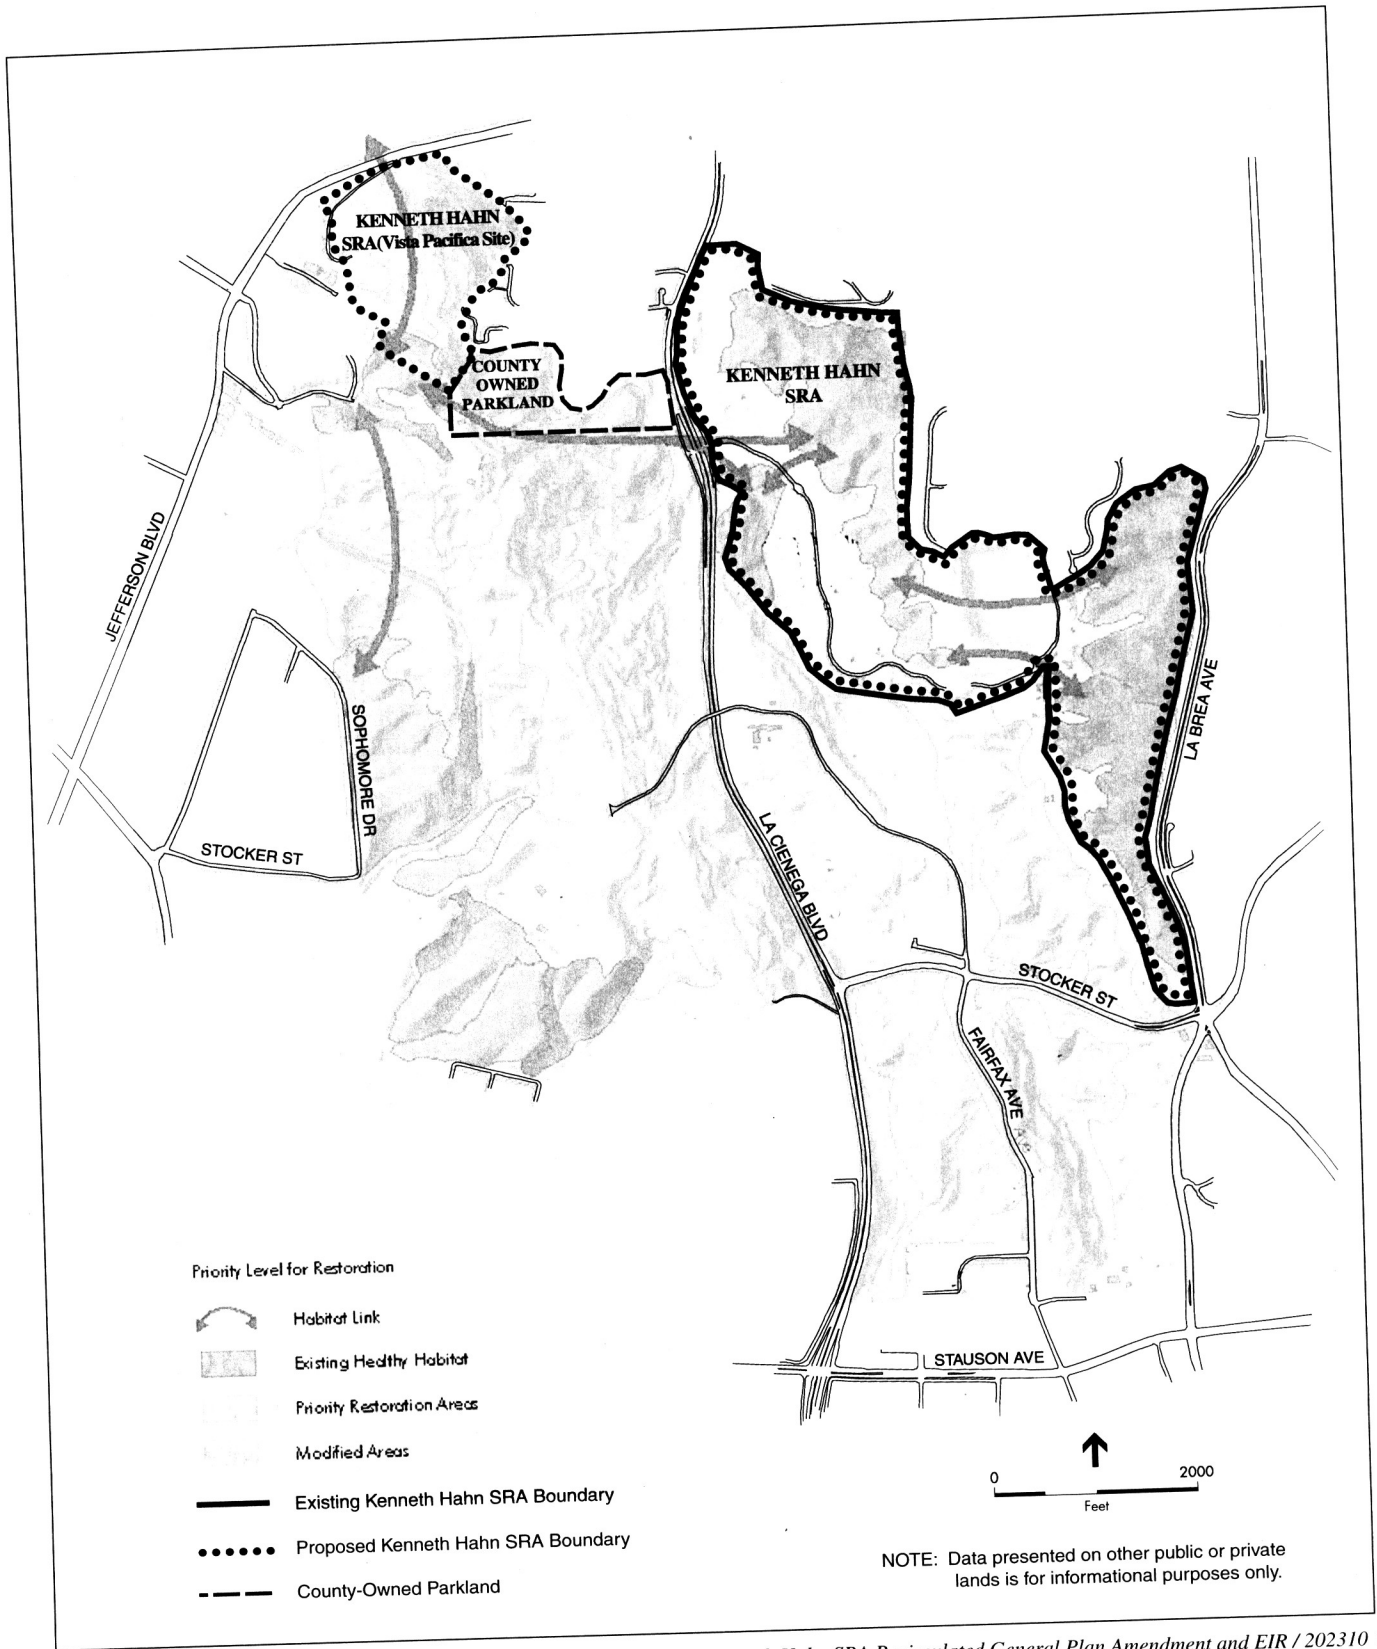 KENNETH HAHN
SRA(Vista Pacifica Site)
COUNTY
OWNED
PARKLAND
KENNETH HAHN
SRA
JEFFERSON BLVD
SOPHOMORE DR
STOCKER ST
LA CIENEGA BLVD
LA BREA AVE
STOCKER ST
FAIRFAX AVE
STAUSON AVE
Priority Level for Restoration
Habitat Link
Existing Healthy Habitat
Priority Restoration Areas
Modified Areas
Existing Kenneth Hahn SRA Boundary
Proposed Kenneth Hahn SRA Boundary
County-Owned Parkland
0 2000
Feet
NOTE: Data presented on other public or private
lands is for informational purposes only.
SRA General Plan Amendment and EIR / 202310